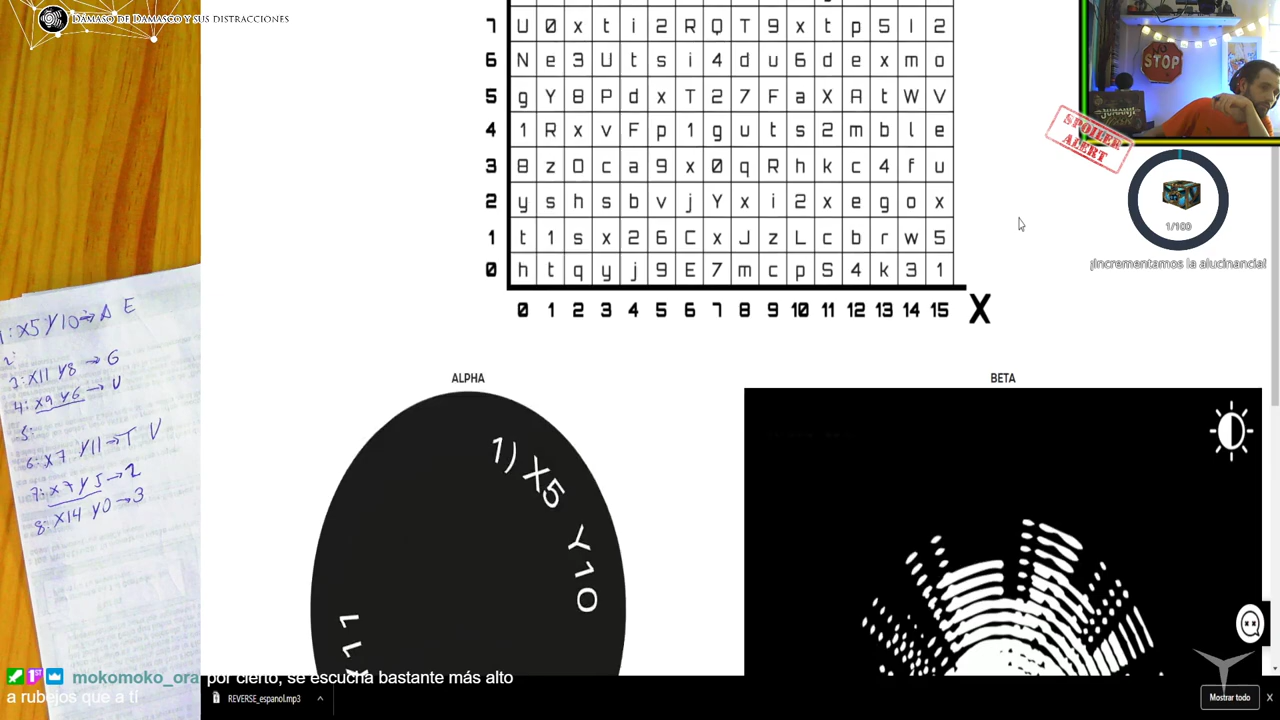 DÁMASO DE DAMASCO Y SUS DISTRACCIONES
7 U 0 x t i 2 R Q T 9 x t p 5 I 2
6 N e 3 U t s i 4 d u 6 d e x m o
5 g Y 8 P d x T 2 7 F a X A t W V
4 1 R x v F p 1 g u t s 2 m b l e
3 8 z O c a 9 x 0 q R h k c 4 f u
2 y s h s b v j Y x i 2 x e g o x
1 t 1 s x 2 6 C x J z L c b r w 5
0 h t q y j 9 E 7 m c p S 4 k 3 1
0 1 2 3 4 5 6 7 8 9 10 11 12 13 14 15 X
STOP
JUMANJI
SPOILER
ALERT
1/100
¡Incrementamos la alucinancia!
1: X5 Y10 → A E
2:
3: X11 Y8 → G
4: X9 Y6 → U
5:
6: X7 Y11 → T V
7: X7 Y5 → 2
8: X14 Y0 → 3
ALPHA
BETA
1) X5 Y10
Y11
mokomoko_ora por cierto, se escucha bastante más alto
a rubejos que a tí
REVERSE_espanol.mp3
Mostrar todo
X